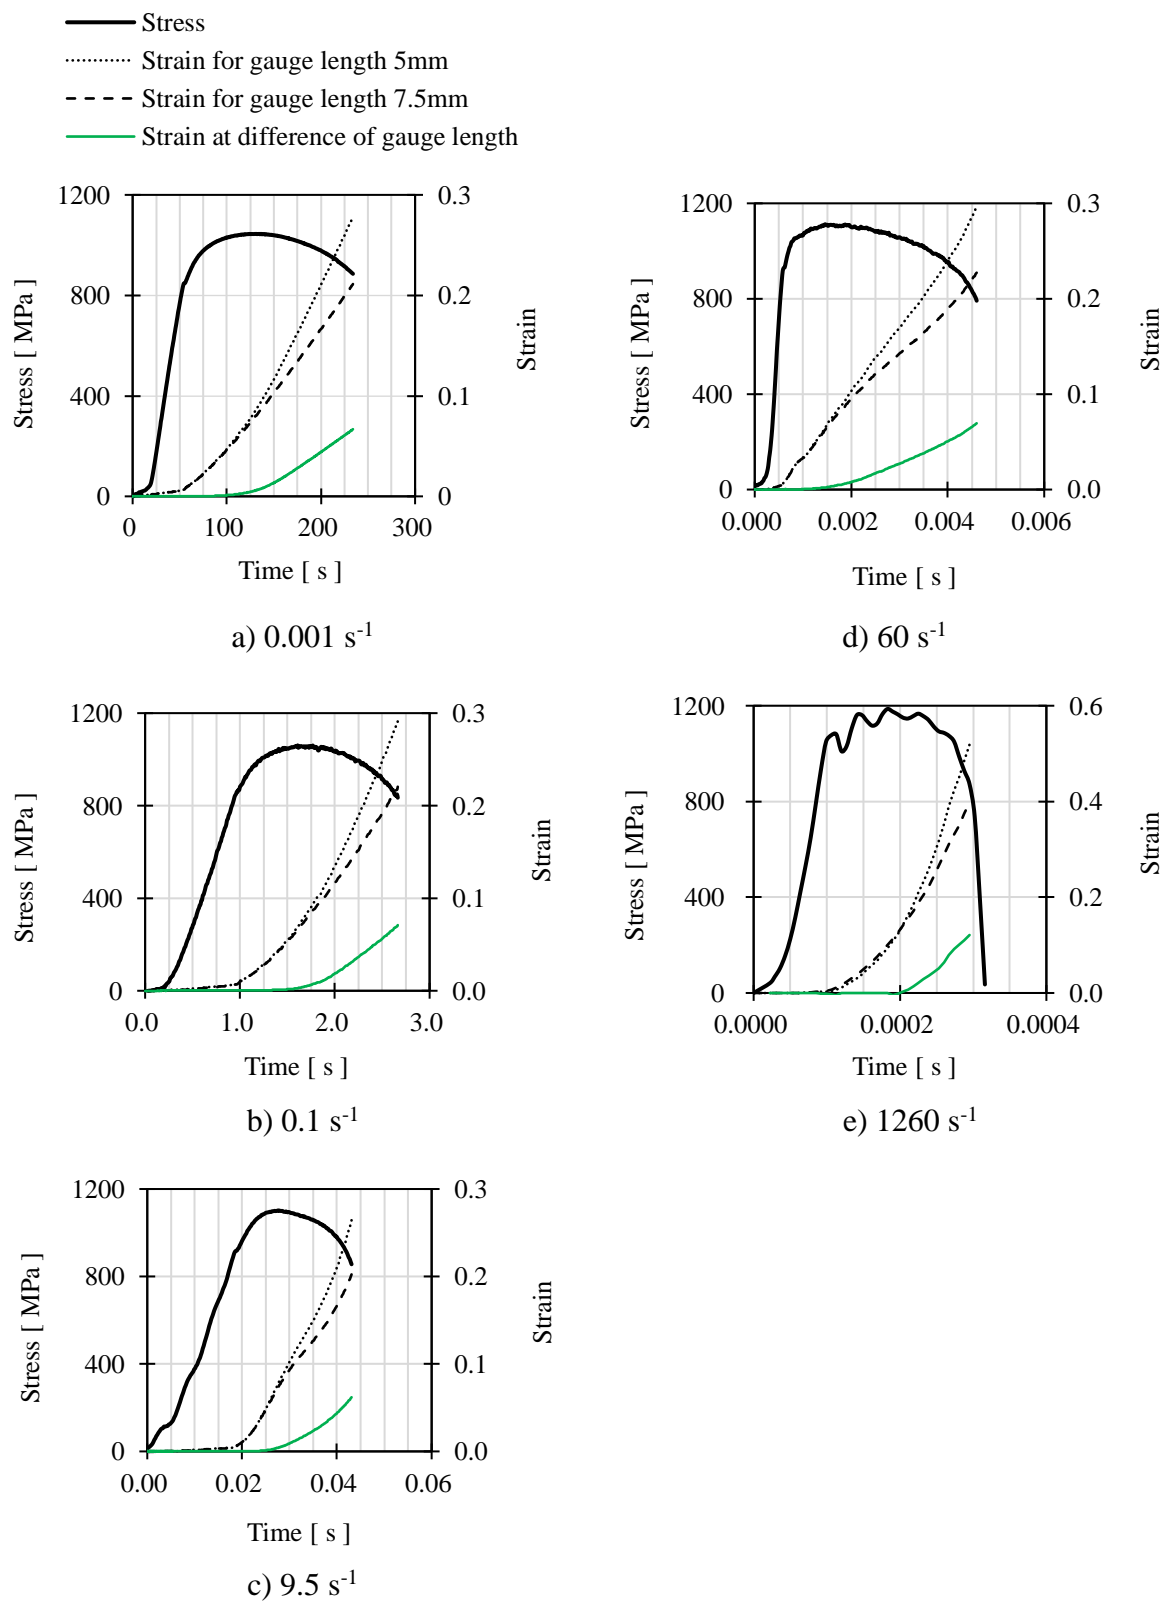 Stress
Strain for gauge length 5mm
Strain for gauge length 7.5mm
Strain at difference of gauge length
1200
800
400
0
Stress [ MPa ]
0.3
0.2
0.1
0
Strain
0 100 200 300
Time [ s ]
a) 0.001 s-1
1200
800
400
0
Stress [ MPa ]
0.3
0.2
0.1
0.0
Strain
0.000 0.002 0.004 0.006
Time [ s ]
d) 60 s-1
1200
800
400
0
Stress [ MPa ]
0.3
0.2
0.1
0.0
Strain
0.0 1.0 2.0 3.0
Time [ s ]
b) 0.1 s-1
1200
800
400
0
Stress [ MPa ]
0.6
0.4
0.2
0.0
Strain
0.0000 0.0002 0.0004
Time [ s ]
e) 1260 s-1
1200
800
400
0
Stress [ MPa ]
0.3
0.2
0.1
0.0
Strain
0.00 0.02 0.04 0.06
Time [ s ]
c) 9.5 s-1